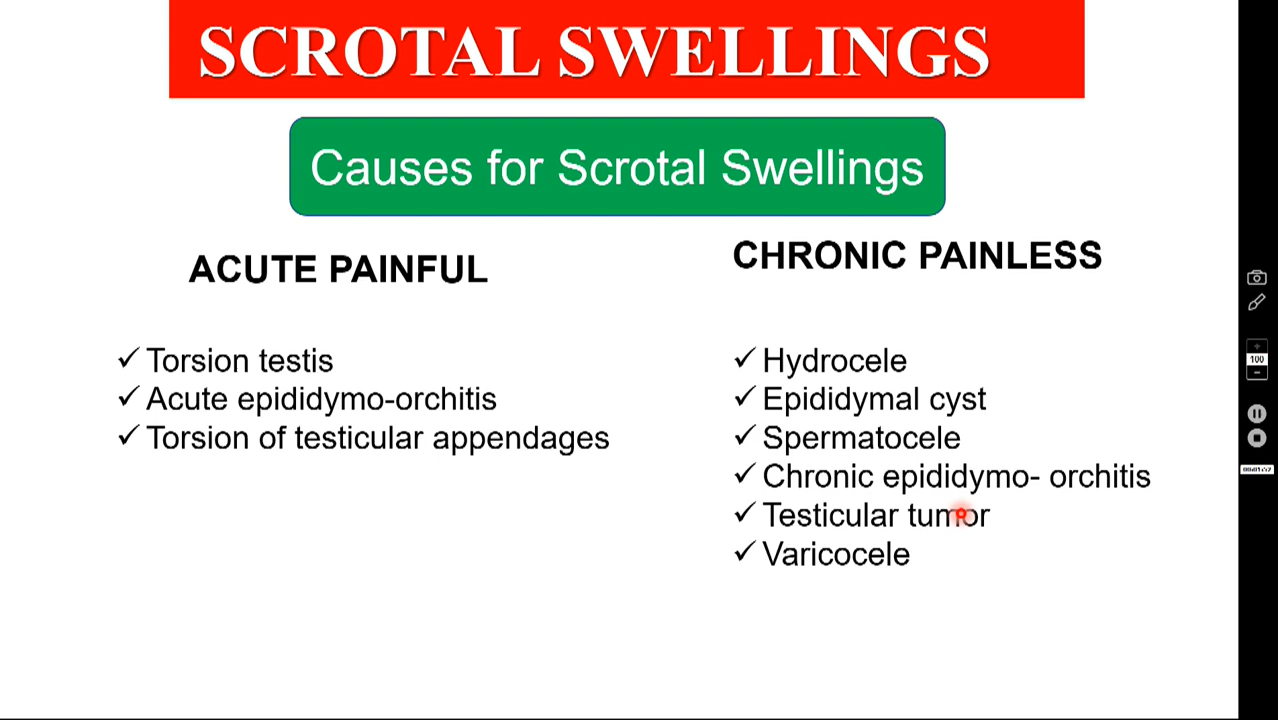 SCROTAL SWELLINGS
Causes for Scrotal Swellings
ACUTE PAINFUL
✓ Torsion testis
✓ Acute epididymo-orchitis
✓ Torsion of testicular appendages
CHRONIC PAINLESS
✓ Hydrocele
✓ Epididymal cyst
✓ Spermatocele
✓ Chronic epididymo- orchitis
✓ Testicular tumor
✓ Varicocele
100